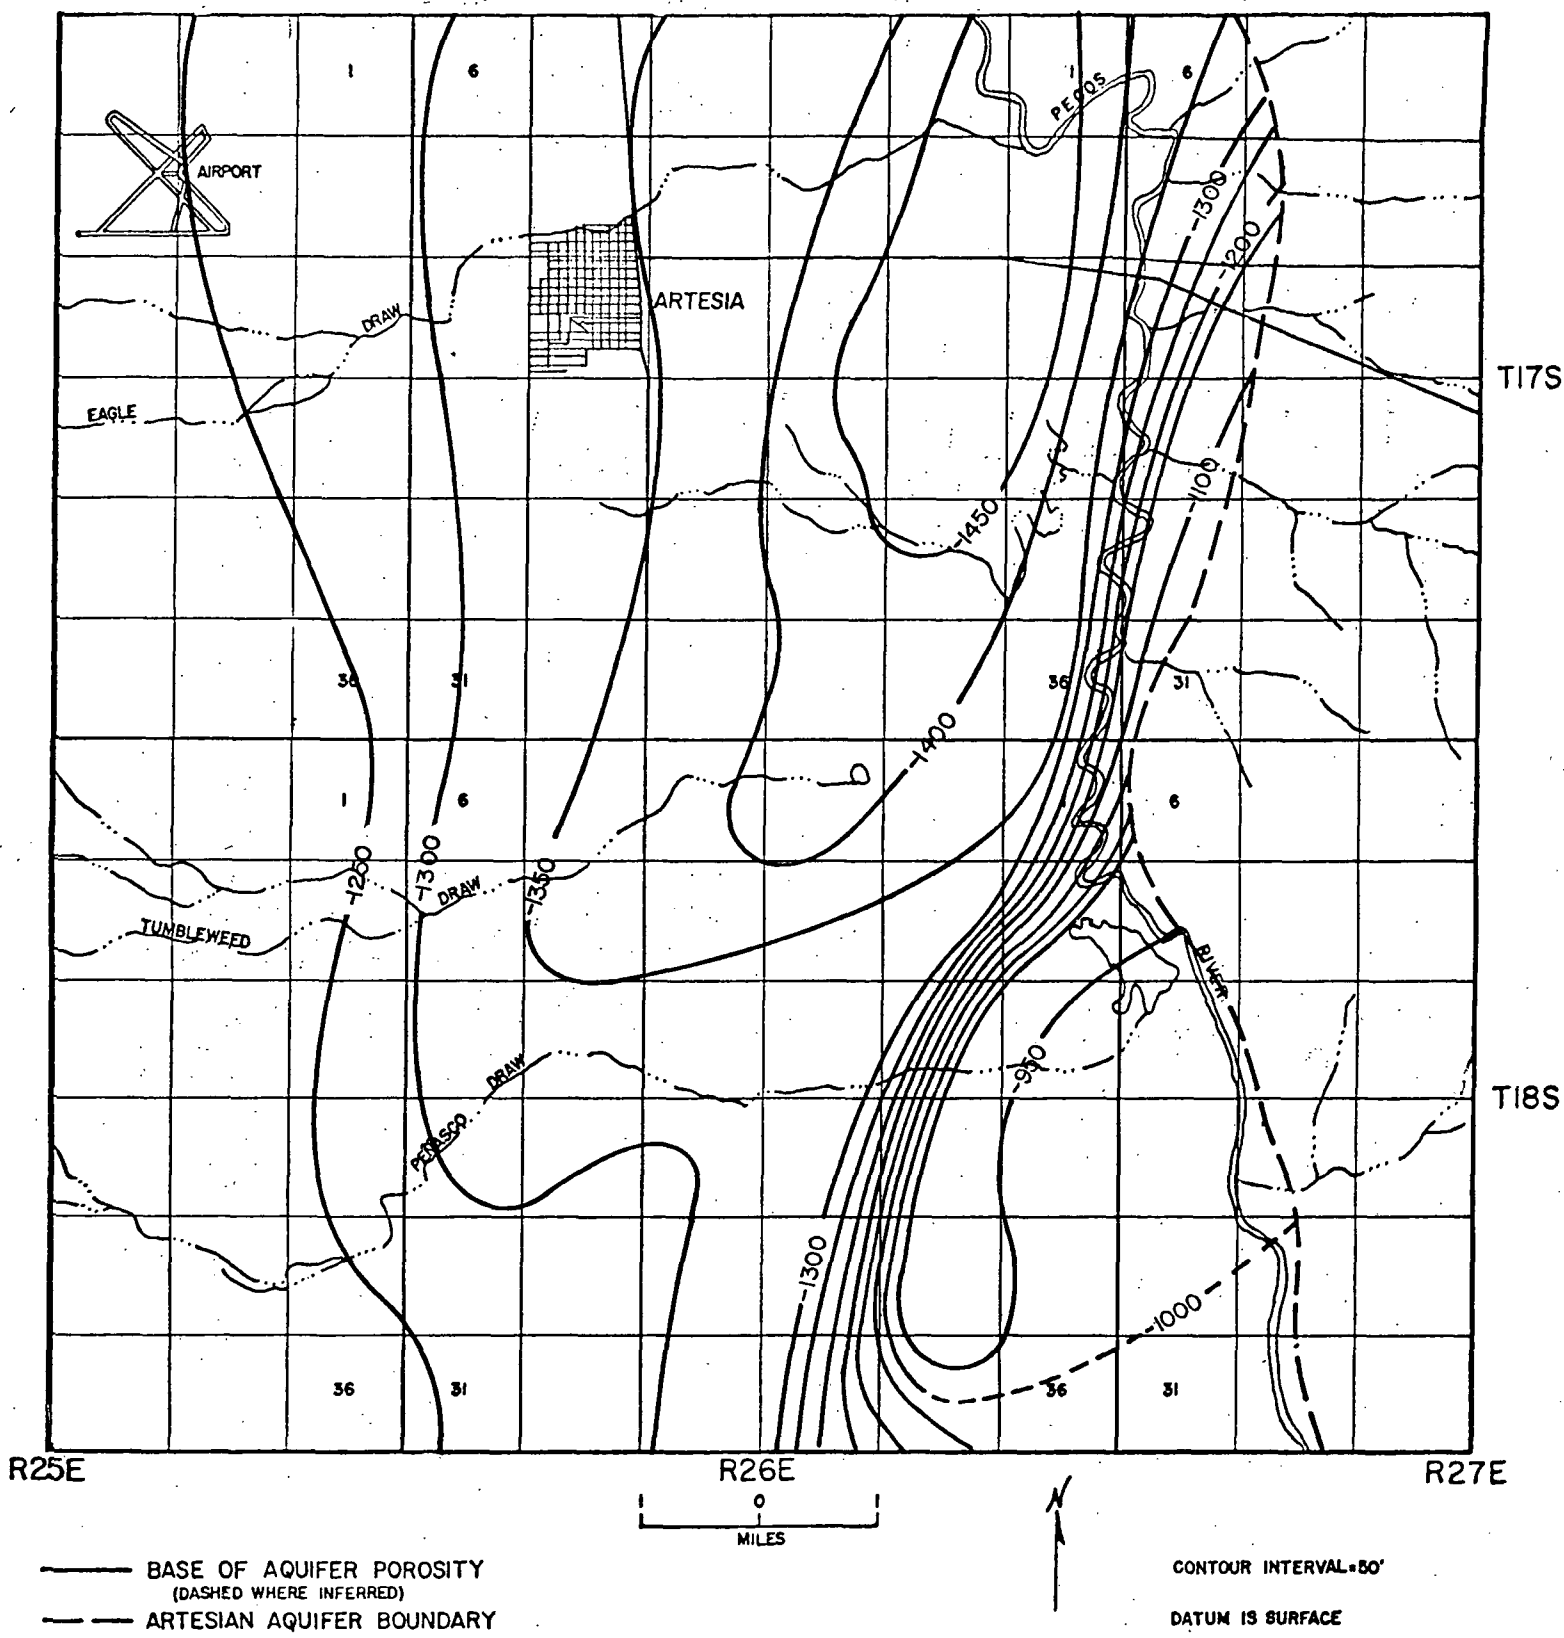 1
6
1
6
PECOS
AIRPORT
-1300
-1200
ARTESIA
DRAW
T17S
EAGLE
-1100
-1450
36
31
36
31
-1400
1
6
6
-1250
-1300
-1350
DRAW
TUMBLEWEED
RIVER
-950
DRAW
T18S
PENASCO
-1300
-1000
36
31
36
31
R25E
R26E
R27E
1 0 1
MILES
N
BASE OF AQUIFER POROSITY
(DASHED WHERE INFERRED)
ARTESIAN AQUIFER BOUNDARY
CONTOUR INTERVAL=50'
DATUM IS SURFACE